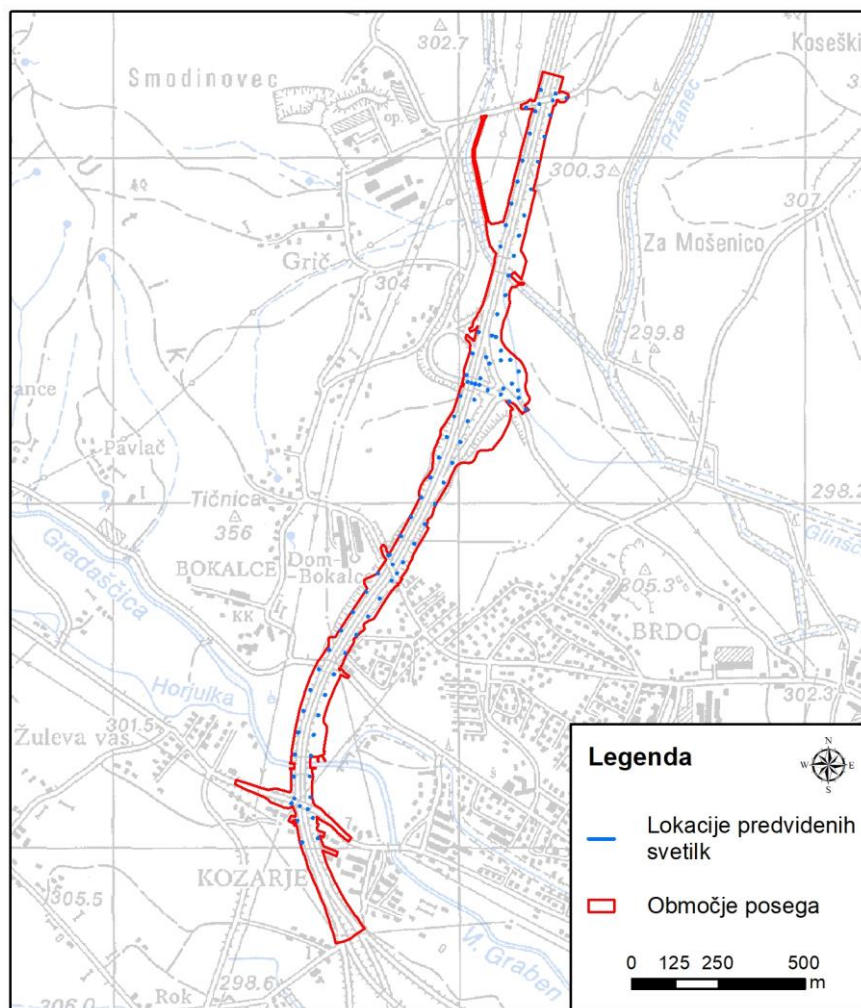 302.7
Koseški
Smodinovec
op.
Pržanec
300.3
307
Za Mošenico
Grič
304
299.8
Pavlač
Tičnica
356
298.2
Glinšč
Gradaščica
BOKALCE
Dom-
Bokalce
305.3
KK
BRDO
Horjulka
302.3
301.5
Žuleva vas
Legenda
N
W
E
S
Lokacije predvidenih
svetilk
KOZARJE
Območje posega
305.5
0 125 250 500
m
Graben
298.6
306.0
Rok